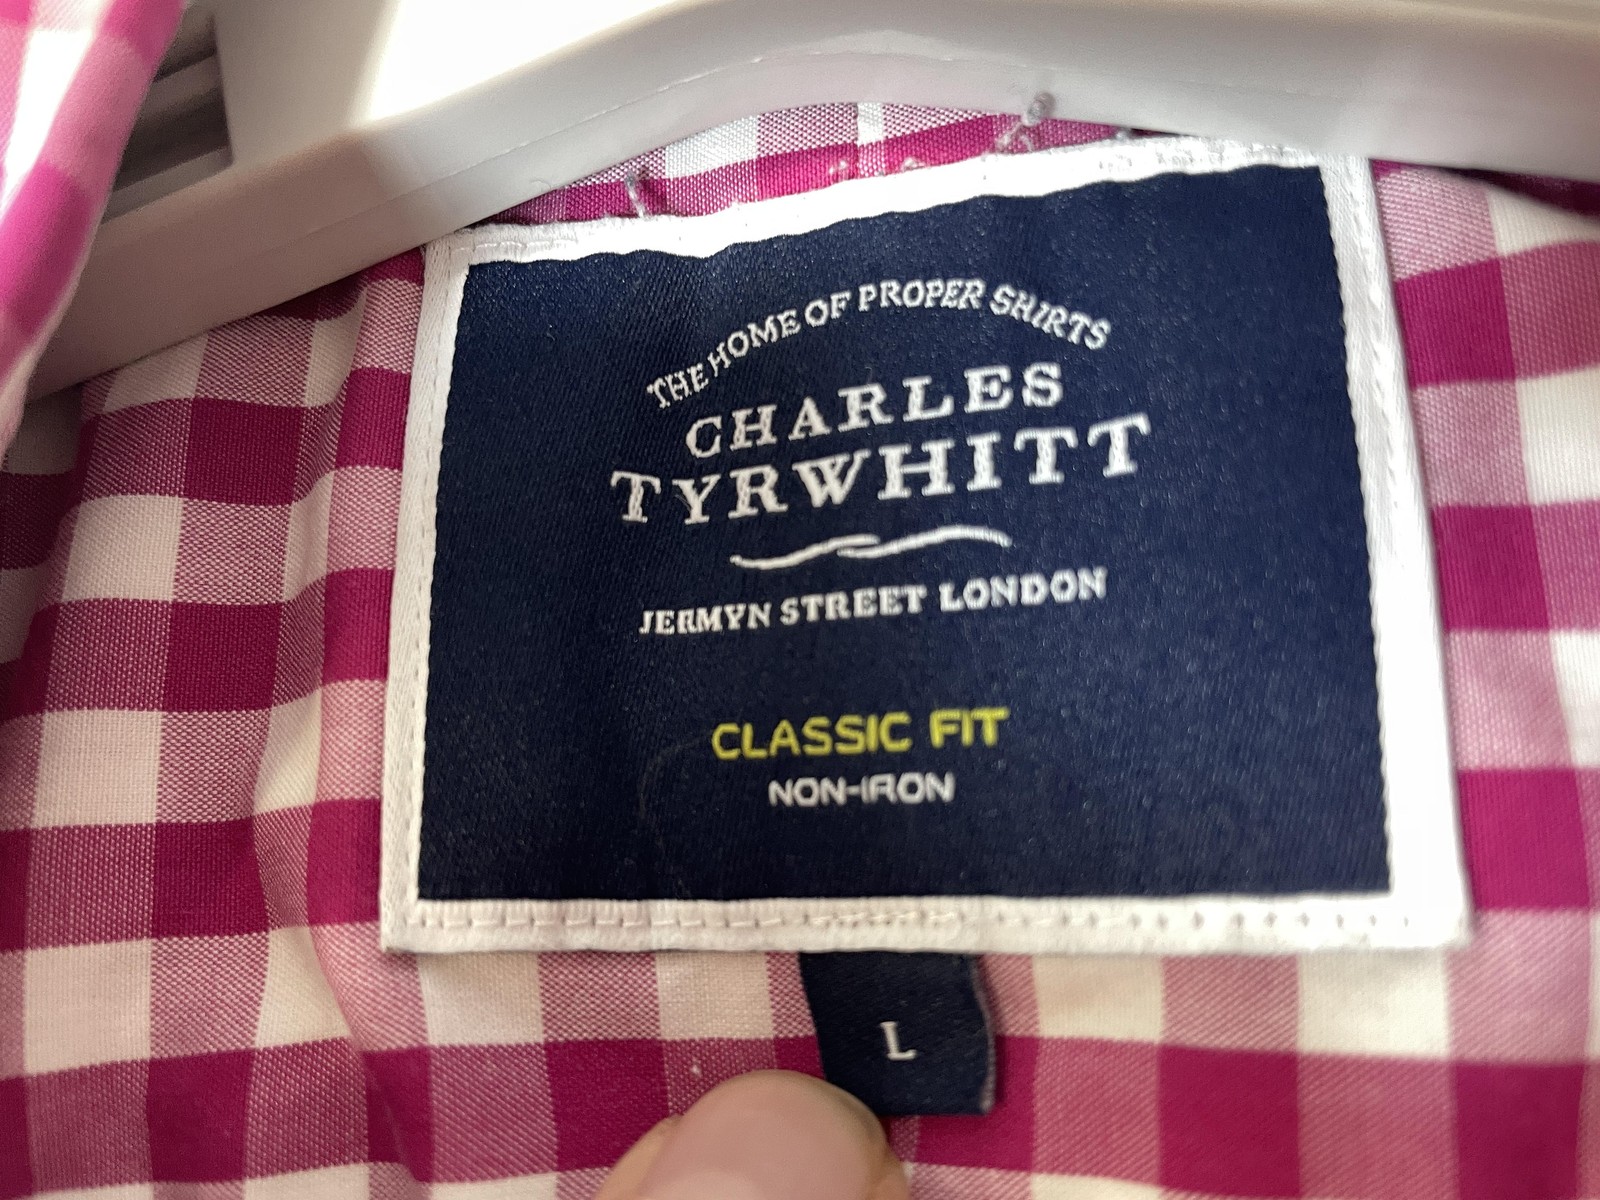 THE HOME OF PROPER SHIRTS
CHARLES
TYRWHITT
JERMYN STREET LONDON
CLASSIC FIT
NON-IRON
L